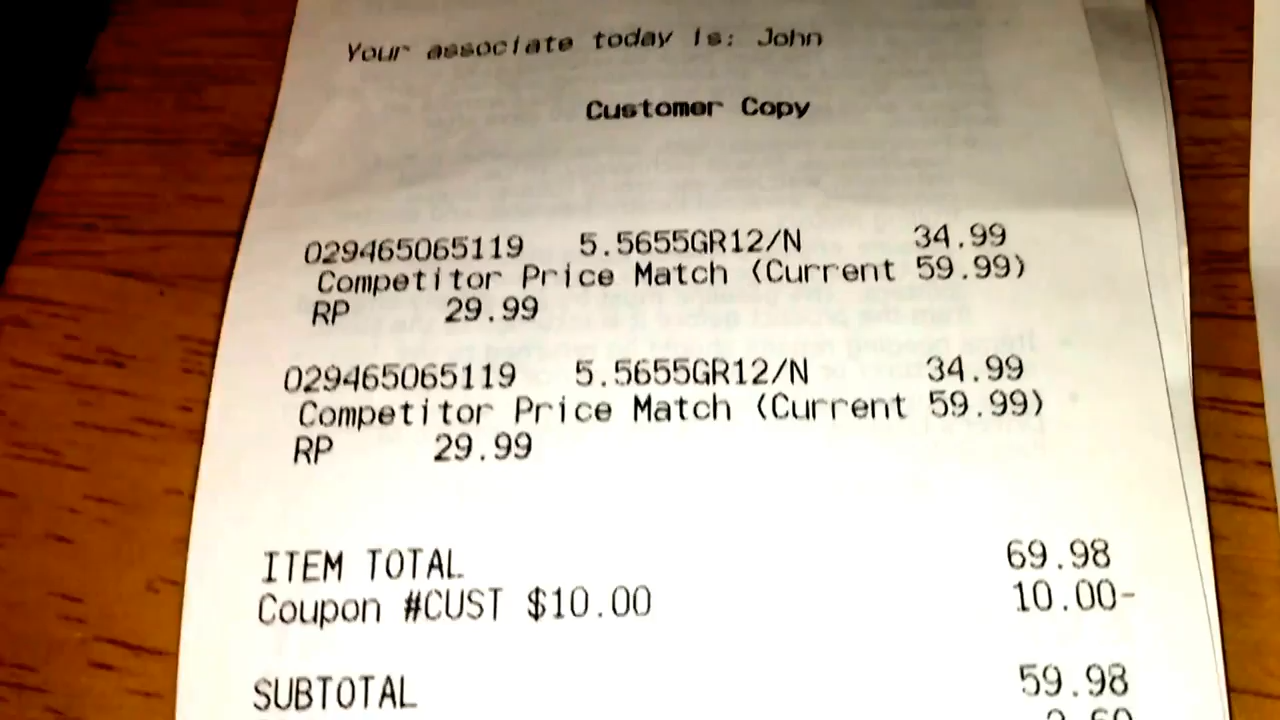 Your associate today is: John
Customer Copy
029465065119 5.5655GR12/N 34.99
Competitor Price Match (Current 59.99)
RP 29.99
029465065119 5.5655GR12/N 34.99
Competitor Price Match (Current 59.99)
RP 29.99
ITEM TOTAL 69.98
Coupon #CUST $10.00 10.00-
SUBTOTAL 59.98